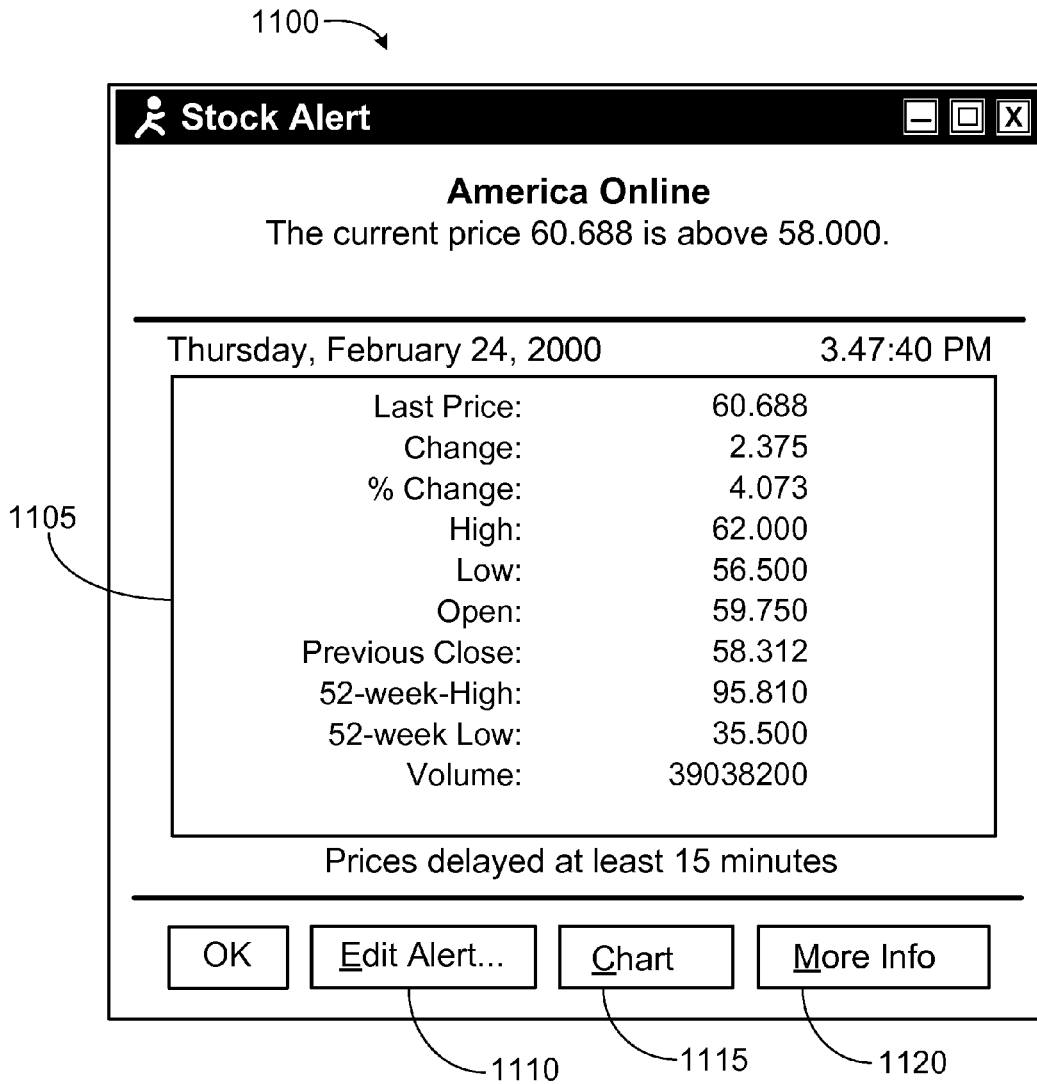 1100
Stock Alert
America Online
The current price 60.688 is above 58.000.
Thursday, February 24, 2000 3.47:40 PM
Last Price: 60.688
Change: 2.375
% Change: 4.073
High: 62.000
Low: 56.500
Open: 59.750
Previous Close: 58.312
52-week-High: 95.810
52-week Low: 35.500
Volume: 39038200
1105
Prices delayed at least 15 minutes
OK Edit Alert... Chart More Info
1110 1115 1120